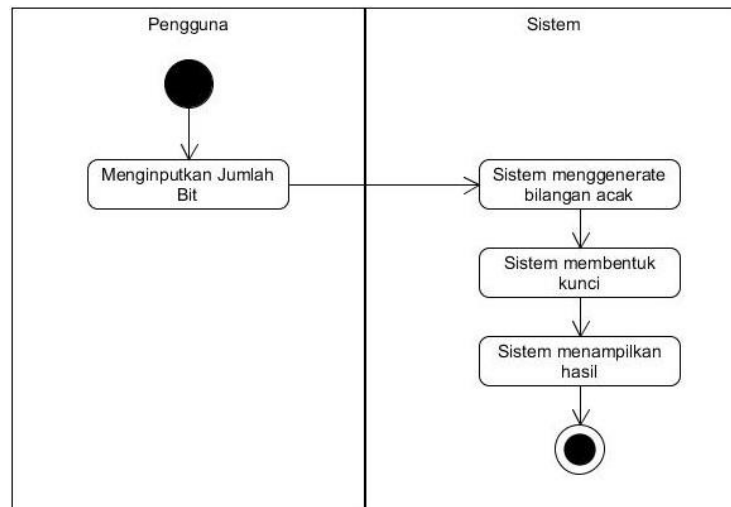 Pengguna
Sistem
Menginputkan Jumlah
Bit
Sistem menggenerate
bilangan acak
Sistem membentuk
kunci
Sistem menampilkan
hasil